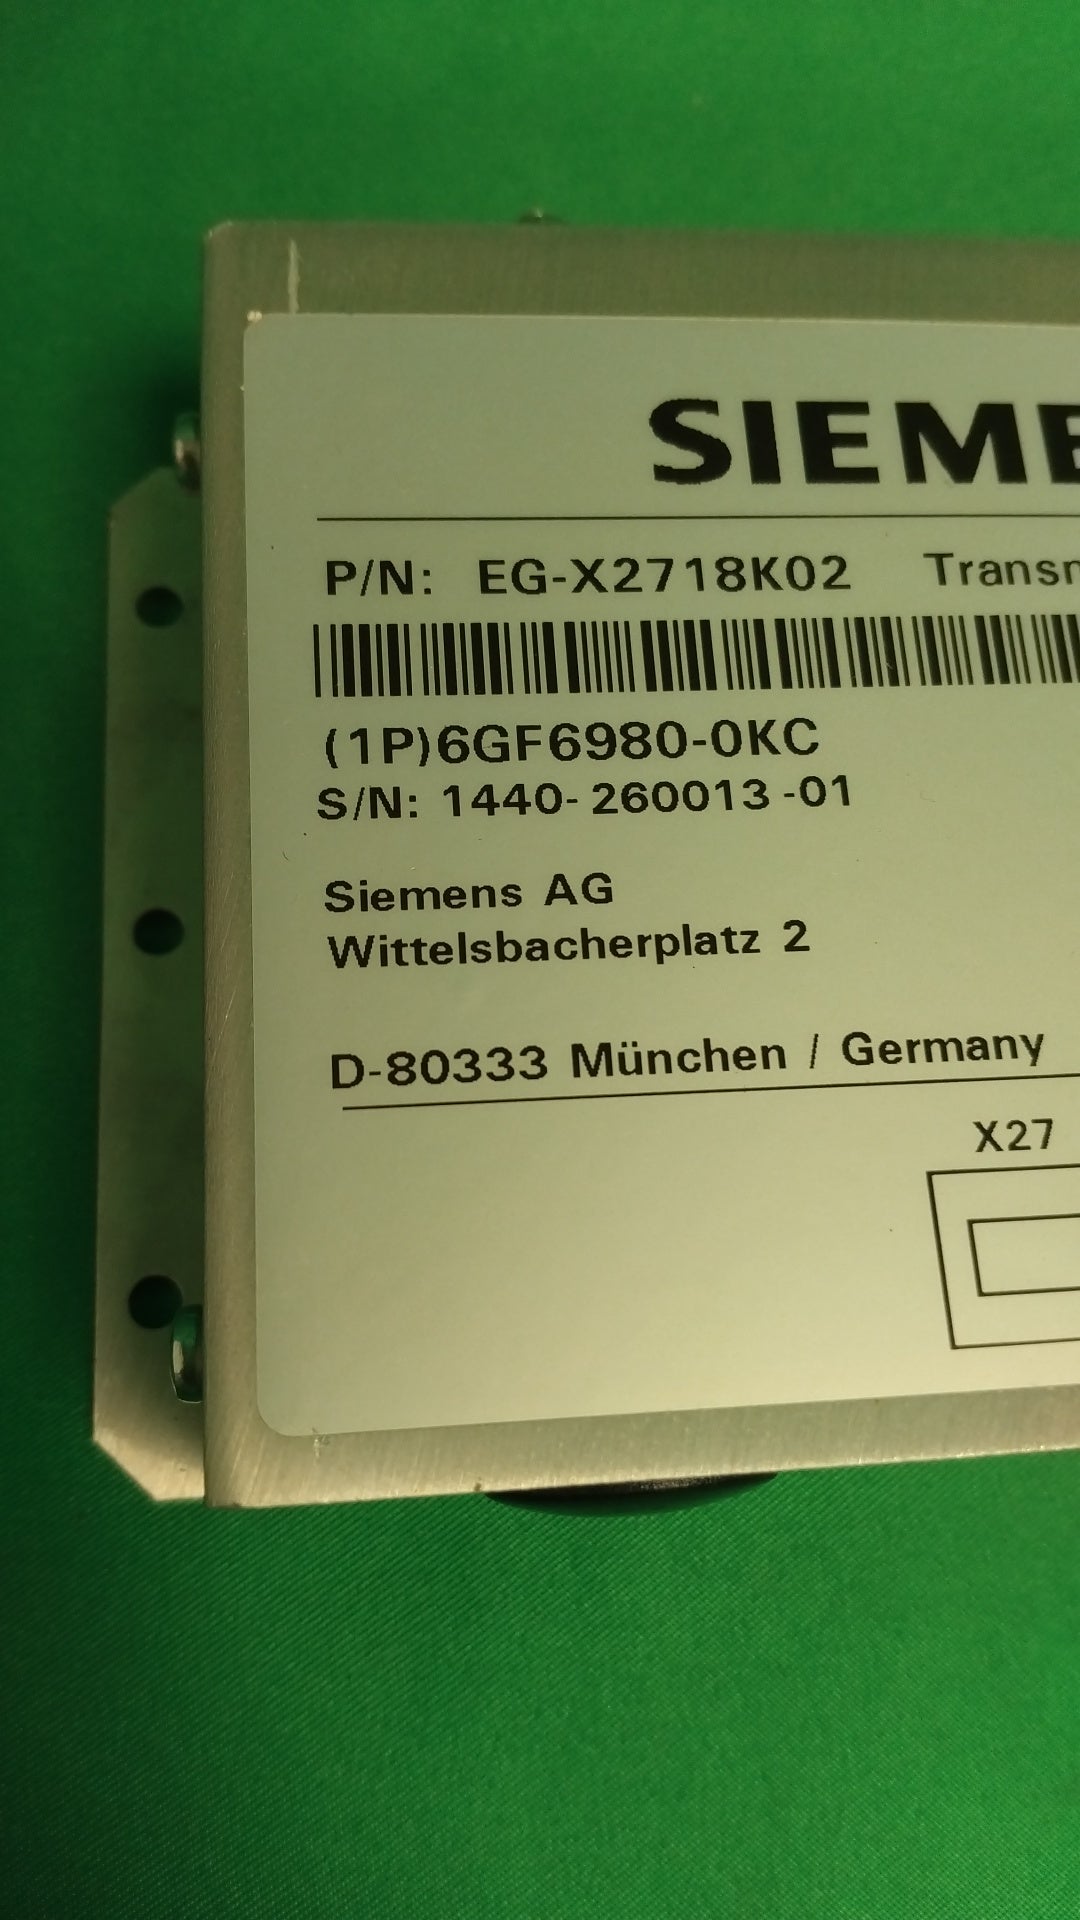 SIEME
P/N: EG-X2718K02 Transm
(1P)6GF6980-0KC
S/N: 1440-260013-01
Siemens AG
Wittelsbacherplatz 2
D-80333 München / Germany
X27